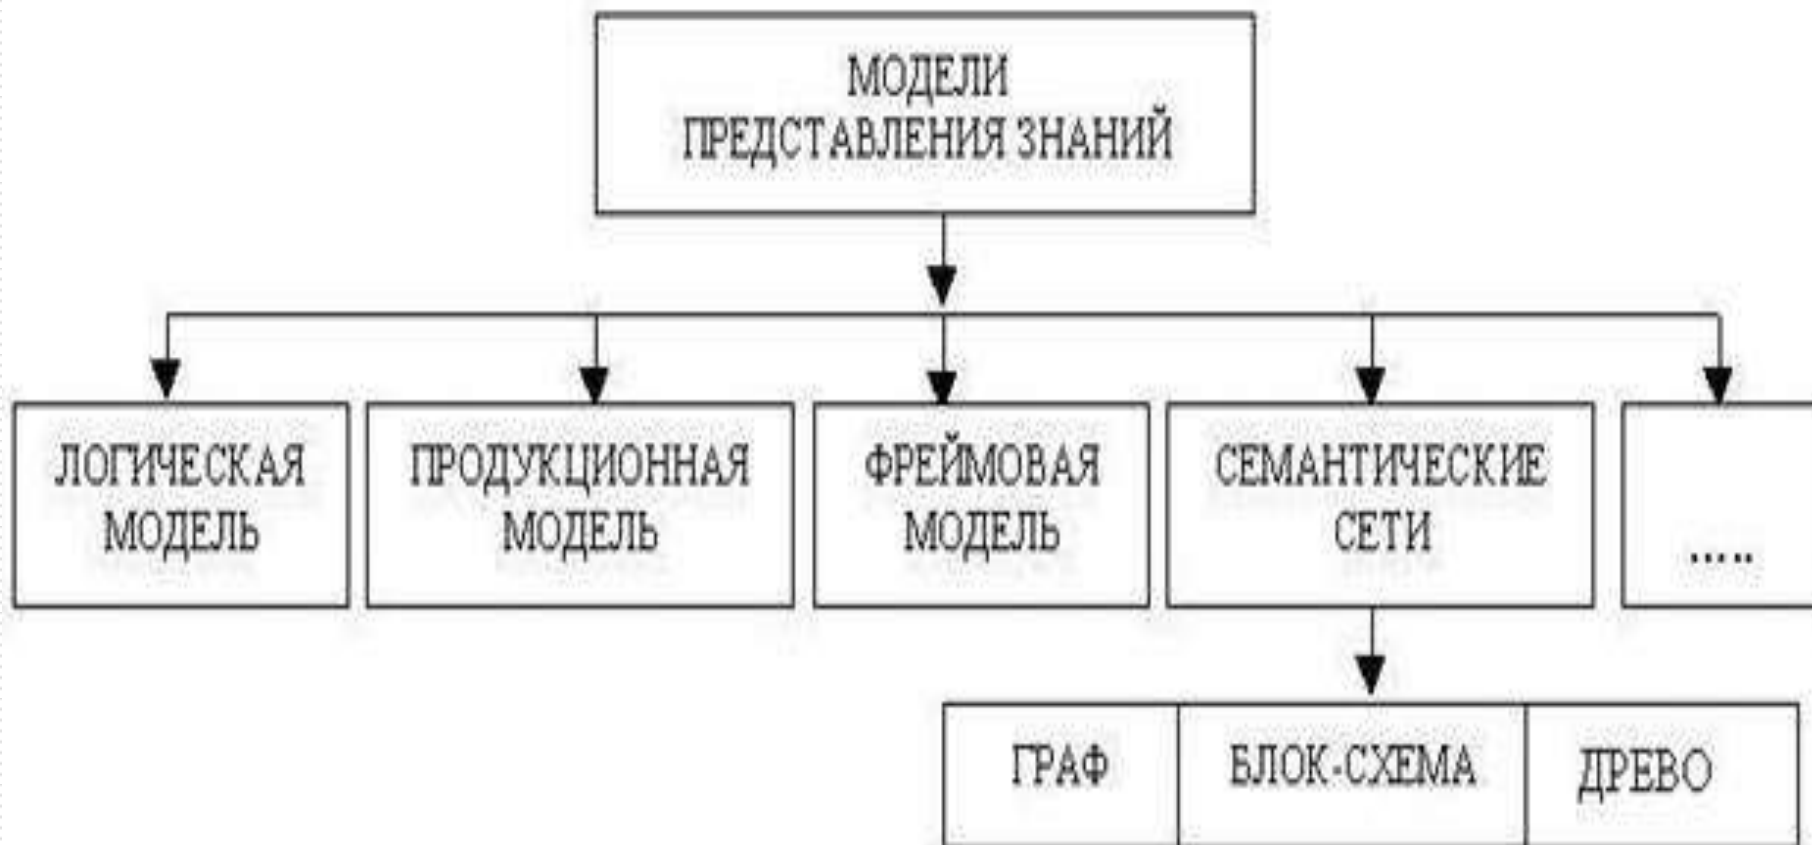 МОДЕЛИ
ПРЕДСТАВЛЕНИЯ ЗНАНИЙ
ЛОГИЧЕСКАЯ
МОДЕЛЬ
ПРОДУКЦИОННАЯ
МОДЕЛЬ
ФРЕЙМОВАЯ
МОДЕЛЬ
СЕМАНТИЧЕСКИЕ
СЕТИ
.....
ГРАФ
БЛОК-СХЕМА
ДРЕВО